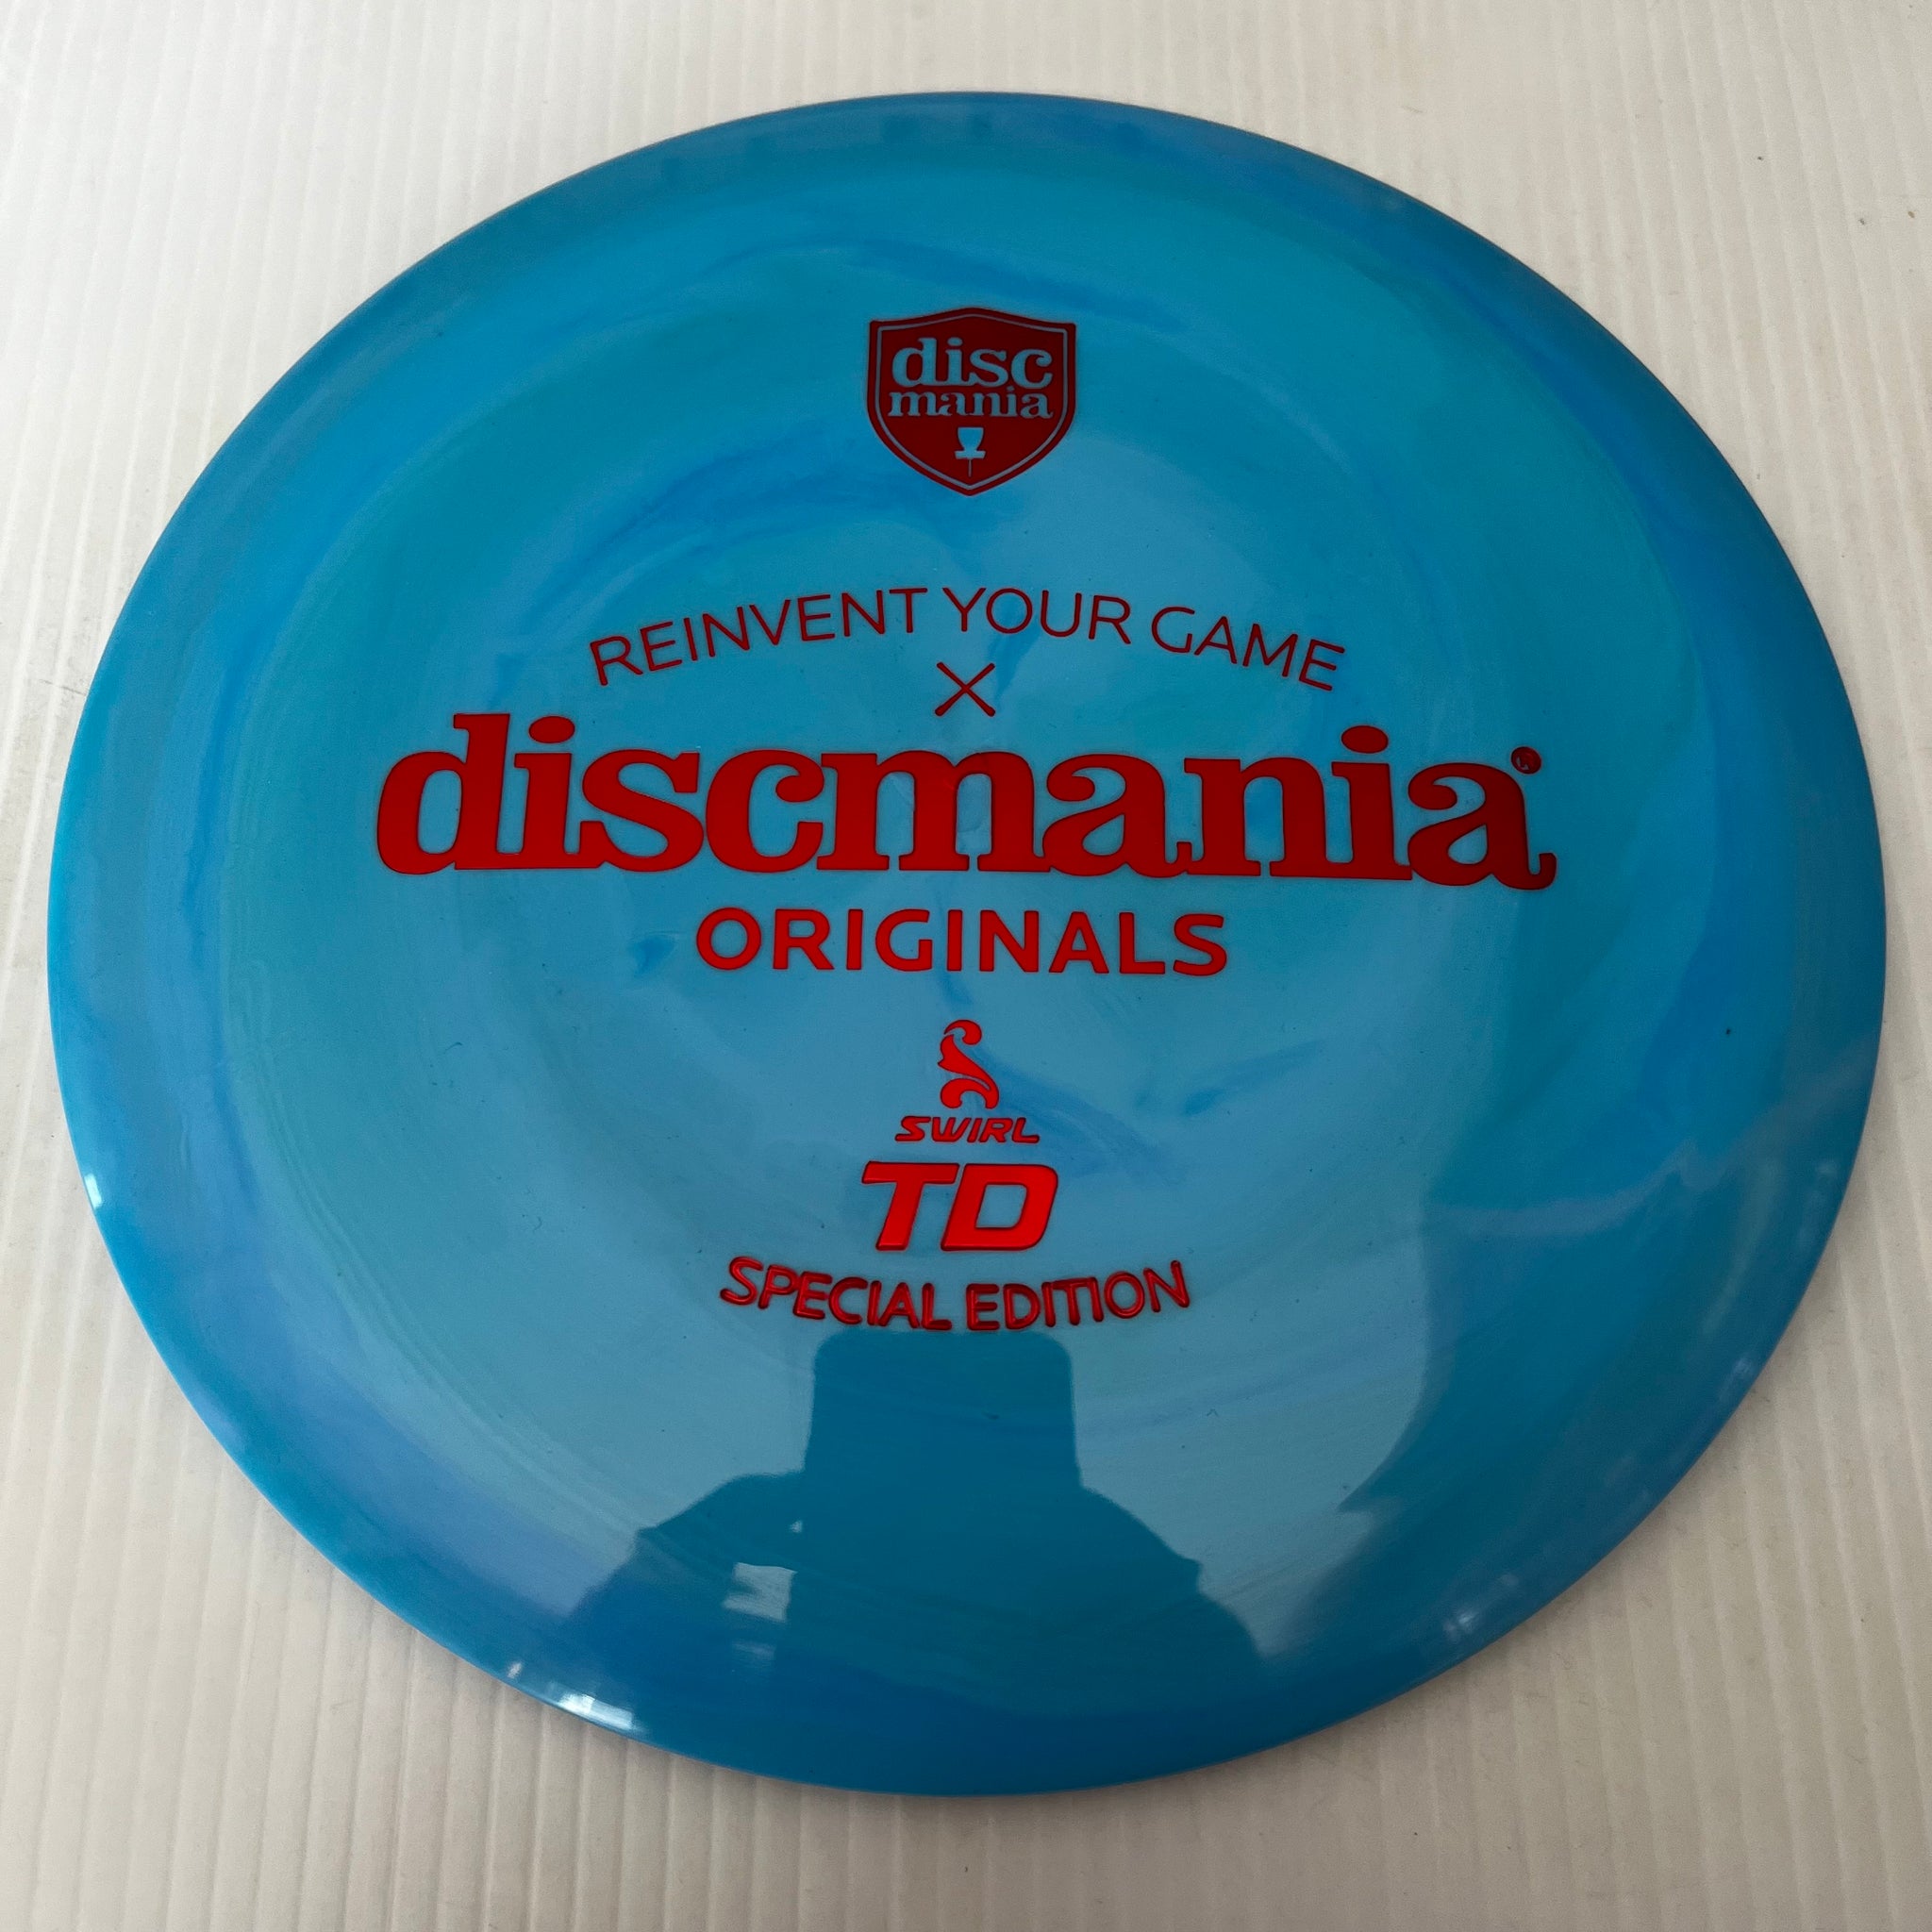 disc
mania
REINVENT YOUR GAME
X
discmania
ORIGINALS
SWIRL
TD
SPECIAL EDITION